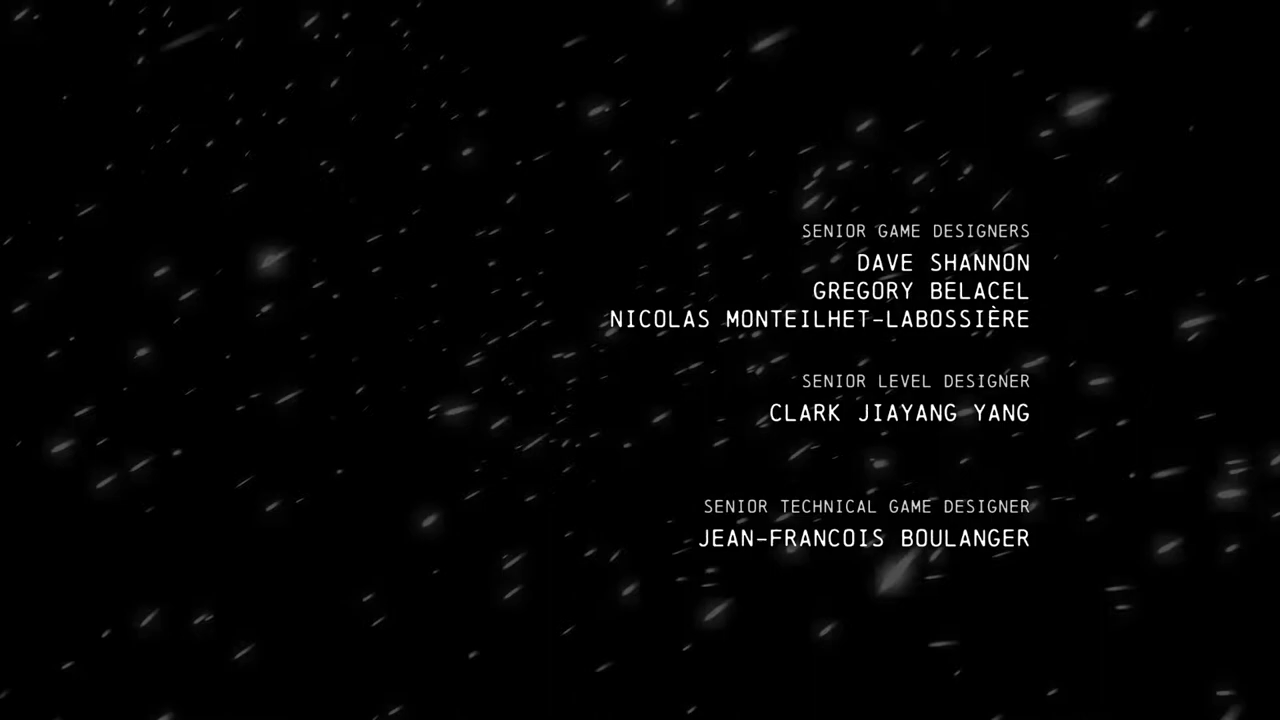 SENIOR GAME DESIGNERS
DAVE SHANNON
GREGORY BELACEL
NICOLAS MONTEILHET-LABOSSIÈRE
SENIOR LEVEL DESIGNER
CLARK JIAYANG YANG
SENIOR TECHNICAL GAME DESIGNER
JEAN-FRANCOIS BOULANGER